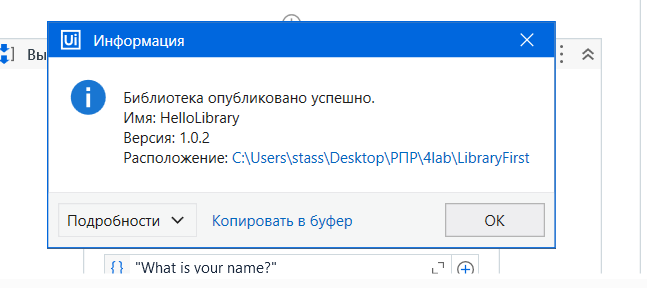 Ui Информация
Вы
Библиотека опубликовано успешно.
Имя: HelloLibrary
Версия: 1.0.2
Расположение: C:\Users\stass\Desktop\РПР\4lab\LibraryFirst
Подробности Копировать в буфер OK
{} "What is your name?"